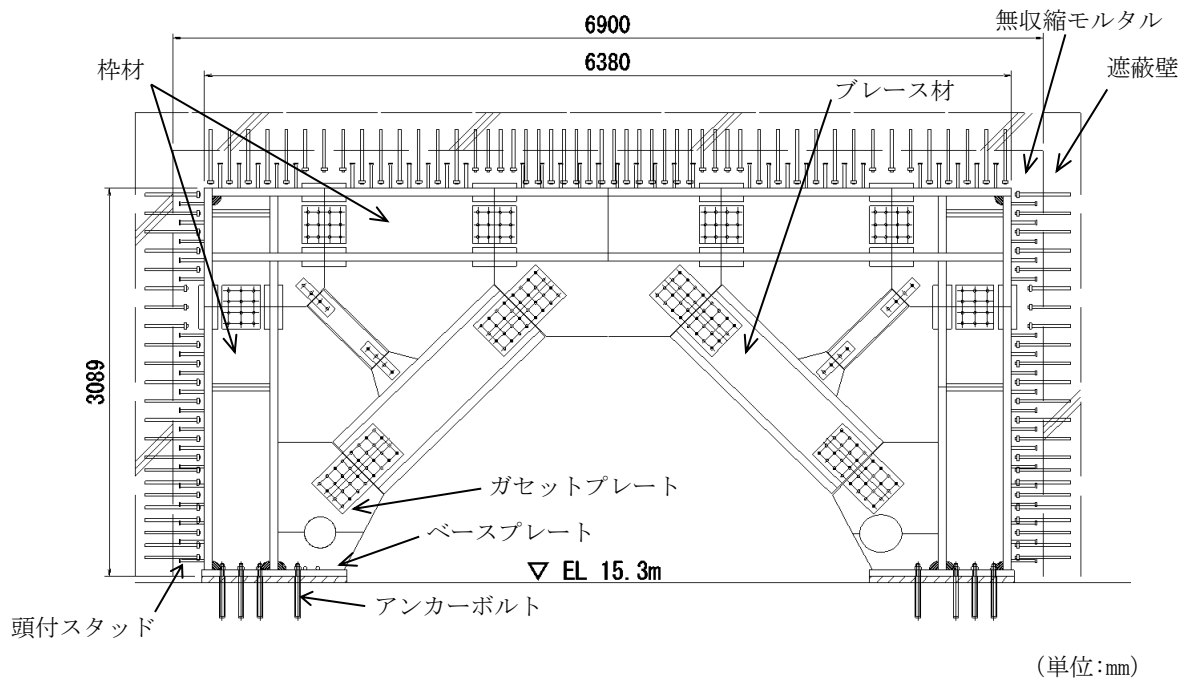 無収縮モルタル
6900
枠材
6380
遮蔽壁
ブレース材
3089
ガセットプレート
ベースプレート
▽ EL 15.3m
アンカーボルト
頭付スタッド
(単位:mm)